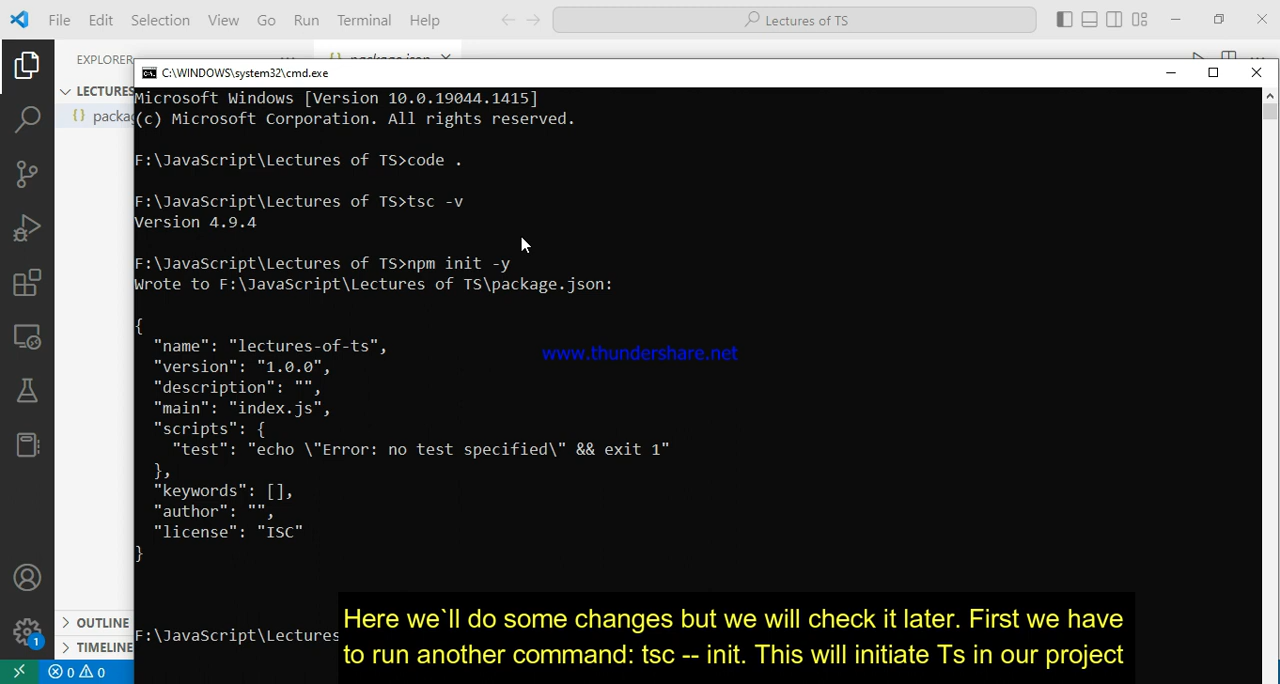 File Edit Selection View Go Run Terminal Help Lectures of TS
EXPLORER
C:\WINDOWS\system32\cmd.exe
LECTURES
{} packa
Microsoft Windows [Version 10.0.19044.1415]
(c) Microsoft Corporation. All rights reserved.
F:\JavaScript\Lectures of TS>code .
F:\JavaScript\Lectures of TS>tsc -v
Version 4.9.4
F:\JavaScript\Lectures of TS>npm init -y
Wrote to F:\JavaScript\Lectures of TS\package.json:
{
"name": "lectures-of-ts",
"version": "1.0.0",
"description": "",
"main": "index.js",
"scripts": {
"test": "echo \"Error: no test specified\" && exit 1"
},
"keywords": [],
"author": "",
"license": "ISC"
}
www.thundershare.net
F:\JavaScript\Lectures
Here we`ll do some changes but we will check it later. First we have
to run another command: tsc -- init. This will initiate Ts in our project
OUTLINE
TIMELINE
1
0 0